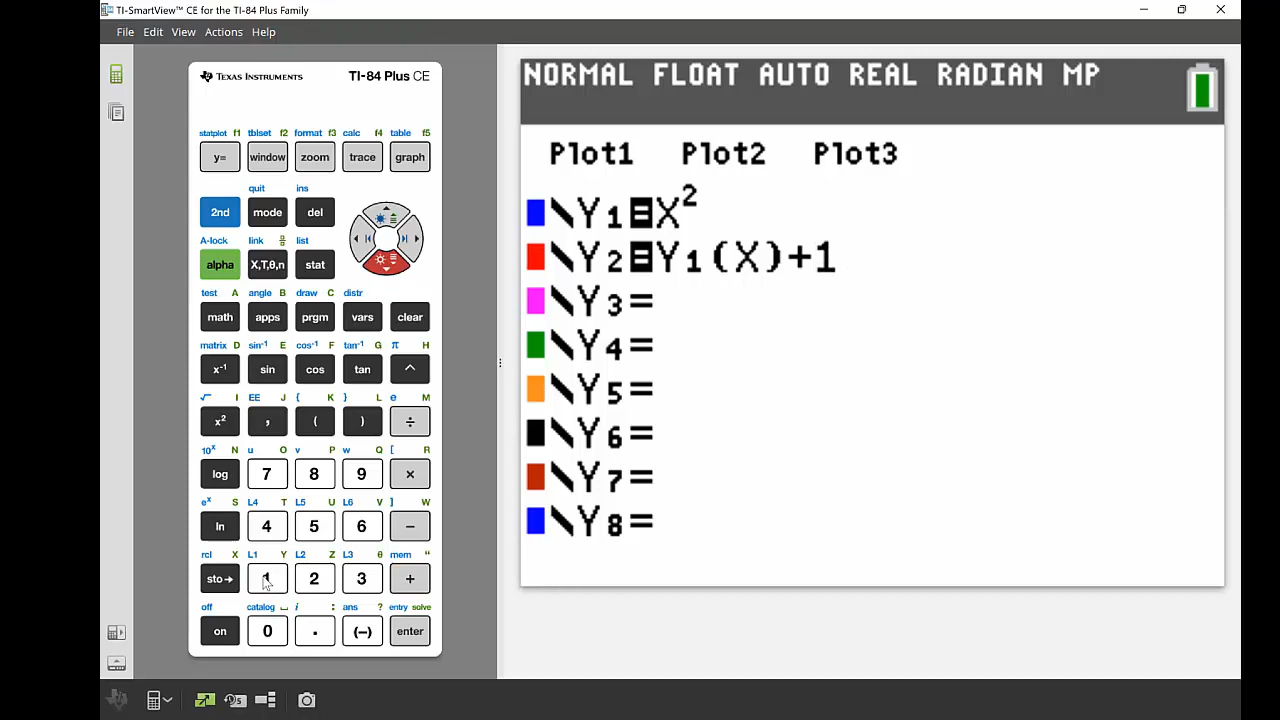 TI-SmartView™ CE for the TI-84 Plus Family
File Edit View Actions Help
TEXAS INSTRUMENTS TI-84 Plus CE
statplot f1 tblset f2 format f3 calc f4 table f5
y= window zoom trace graph
quit ins
2nd mode del
A-lock link list
alpha X,T,θ,n stat
test A angle B draw C distr
math apps prgm vars clear
matrix D sin⁻¹ E cos⁻¹ F tan⁻¹ G π H
x⁻¹ sin cos tan ^
√ I EE J { K } L e M
x² , ( ) ÷
10ˣ N u O v P w Q [ R
log 7 8 9 ×
eˣ S L4 T L5 U L6 V ] W
ln 4 5 6 −
rcl X L1 Y L2 Z L3 θ mem "
sto→ 1 2 3 +
off catalog ⎵ i : ans ? entry solve
on 0 . (−) enter
NORMAL FLOAT AUTO REAL RADIAN MP
Plot1 Plot2 Plot3
\Y₁=X²
\Y₂=Y₁(X)+1
\Y₃=
\Y₄=
\Y₅=
\Y₆=
\Y₇=
\Y₈=